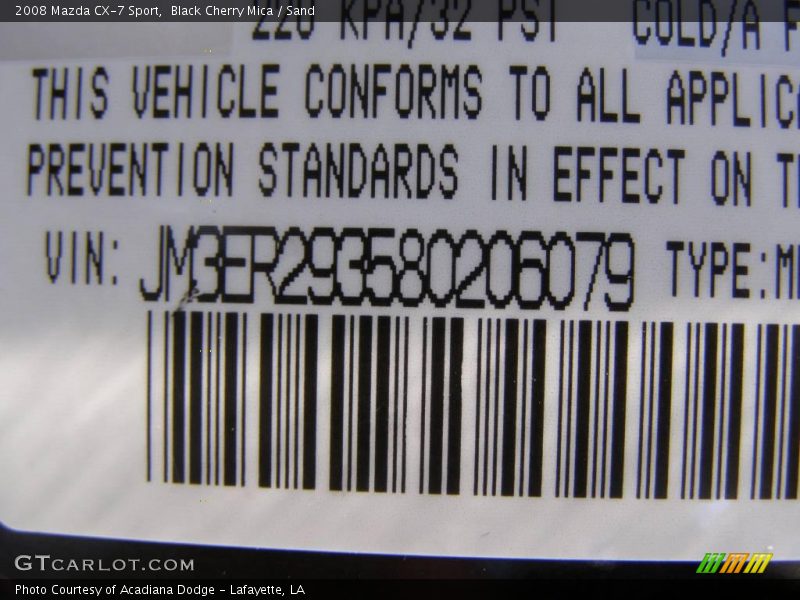 2008 Mazda CX-7 Sport,  Black Cherry Mica / Sand
220 KPA/32 PSI COLD/A
THIS VEHICLE CONFORMS TO ALL APPLICA
PREVENTION STANDARDS IN EFFECT ON T
VIN: JM3ER293580206079 TYPE:M
GTCARLOT.COM
Photo Courtesy of Acadiana Dodge - Lafayette, LA